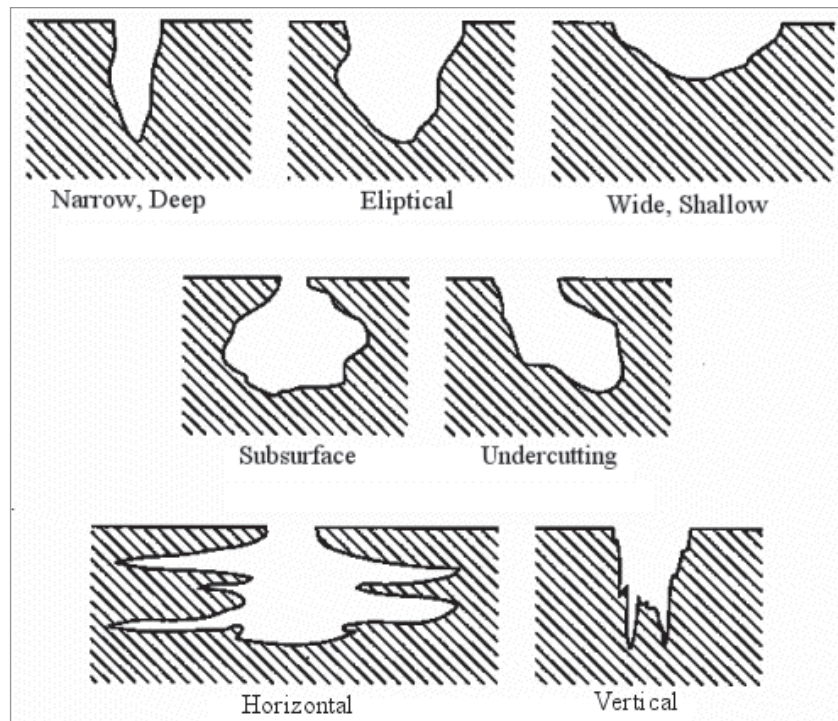 Narrow, Deep
Eliptical
Wide, Shallow
Subsurface
Undercutting
Horizontal
Vertical